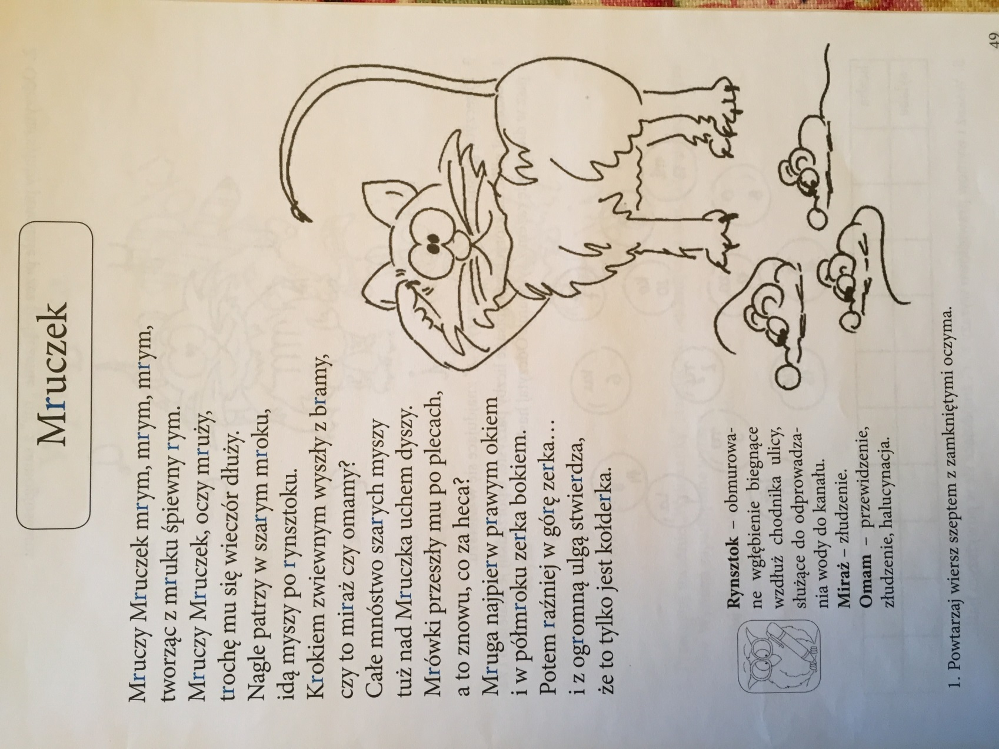 Mruczek
Mruczy Mruczek mrym, mrym, mrym,
tworząc z mruku śpiewny rym.
Mruczy Mruczek, oczy mruży,
trochę mu się wieczór dłuży.
Nagle patrzy w szarym mroku,
idą myszy po rynsztoku.
Krokiem zwiewnym wyszły z bramy,
czy to miraż czy omamy?
Całe mnóstwo szarych myszy
tuż nad Mruczka uchem dyszy.
Mrówki przeszły mu po plecach,
a to znowu, co za heca?
Mruga najpierw prawym okiem
i w półmroku zerka bokiem.
Potem raźniej w górę zerka…
i z ogromną ulgą stwierdza,
że to tylko jest kołderka.
Rynsztok – obmurowa-
ne wgłębienie biegnące
wzdłuż chodnika ulicy,
służące do odprowadza-
nia wody do kanału.
Miraż – złudzenie.
Omam – przewidzenie,
złudzenie, halucynacja.
1. Powtarzaj wiersz szeptem z zamkniętymi oczyma.
49